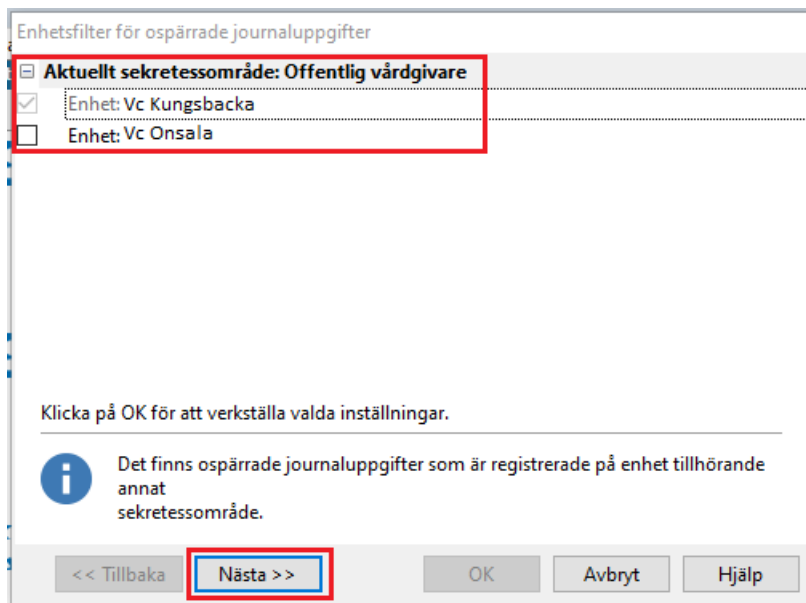 Enhetsfilter för ospärrade journaluppgifter
Aktuellt sekretessområde: Offentlig vårdgivare
Enhet: Vc Kungsbacka
Enhet: Vc Onsala
Klicka på OK för att verkställa valda inställningar.
Det finns ospärrade journaluppgifter som är registrerade på enhet tillhörande
annat
sekretessområde.
<< Tillbaka Nästa >> OK Avbryt Hjälp